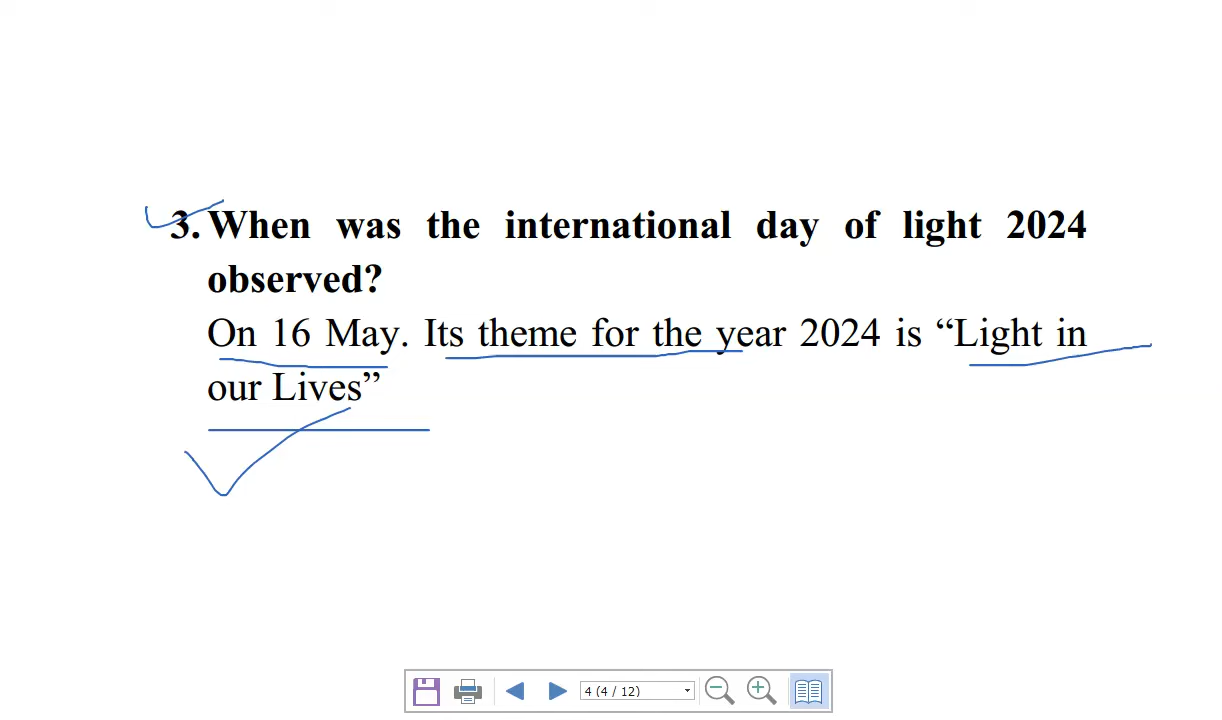 3. When was the international day of light 2024
observed?
On 16 May. Its theme for the year 2024 is “Light in
our Lives”
4 (4 / 12)